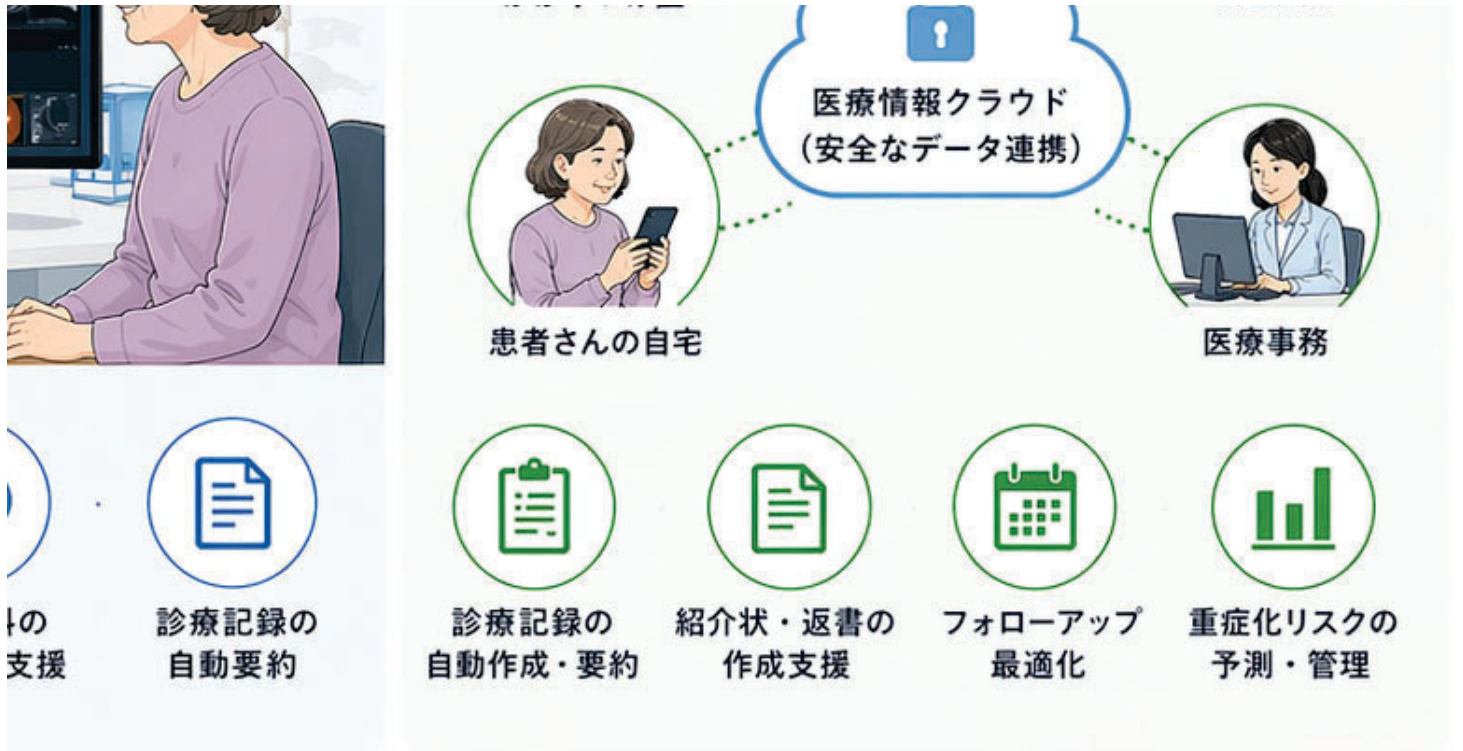 医療情報クラウド
（安全なデータ連携）
患者さんの自宅
医療事務
の
支援
診療記録の
自動要約
診療記録の
自動作成・要約
紹介状・返書の
作成支援
フォローアップ
最適化
重症化リスクの
予測・管理